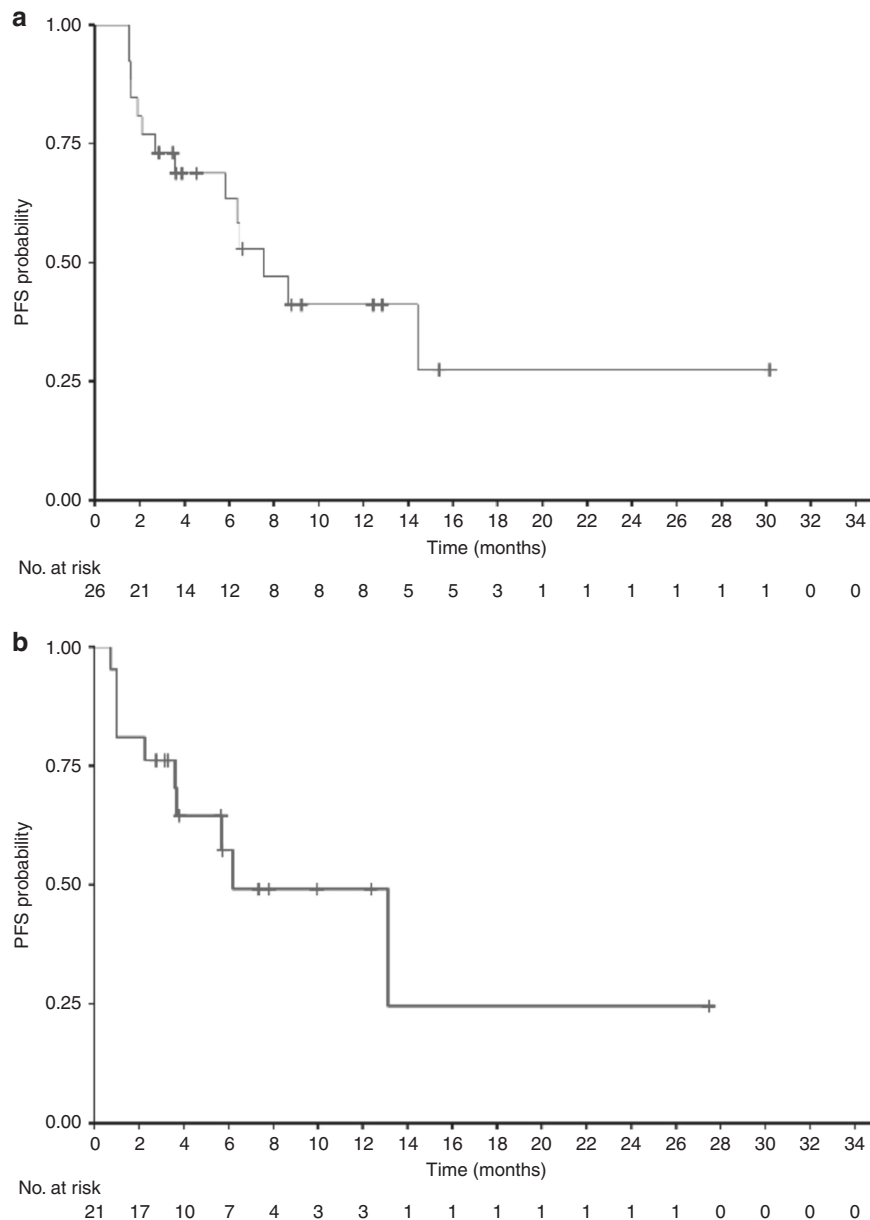 a
1.00
0.75
0.50
0.25
0.00
PFS probability
0 2 4 6 8 10 12 14 16 18 20 22 24 26 28 30 32 34
Time (months)
No. at risk
26 21 14 12 8 8 8 5 5 3 1 1 1 1 1 1 0 0
b
1.00
0.75
0.50
0.25
0.00
PFS probability
0 2 4 6 8 10 12 14 16 18 20 22 24 26 28 30 32 34
Time (months)
No. at risk
21 17 10 7 4 3 3 1 1 1 1 1 1 1 0 0 0 0